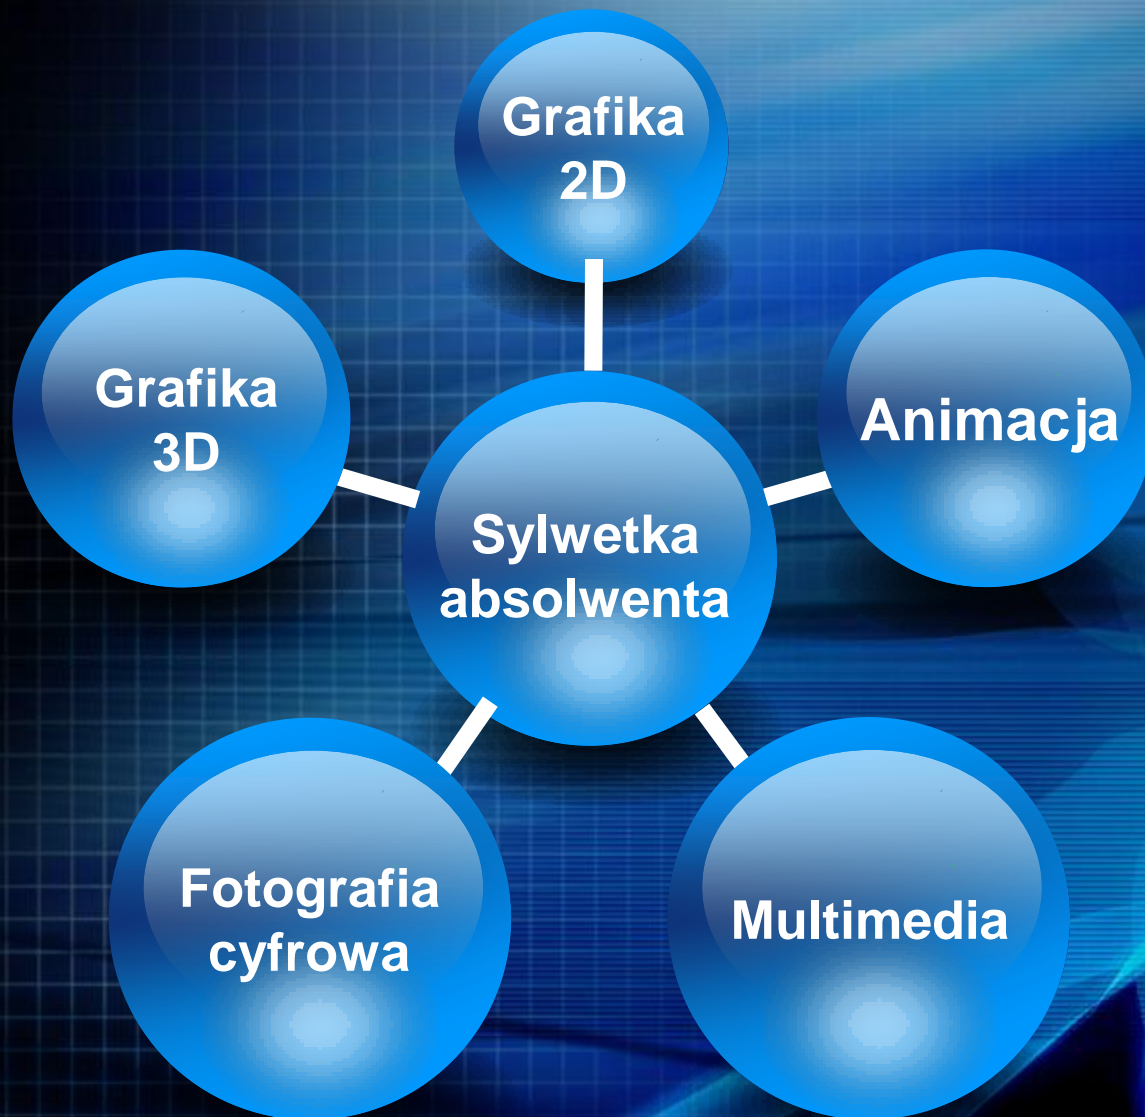 Grafika
2D
Grafika
3D
Animacja
Sylwetka
absolwenta
Fotografia
cyfrowa
Multimedia